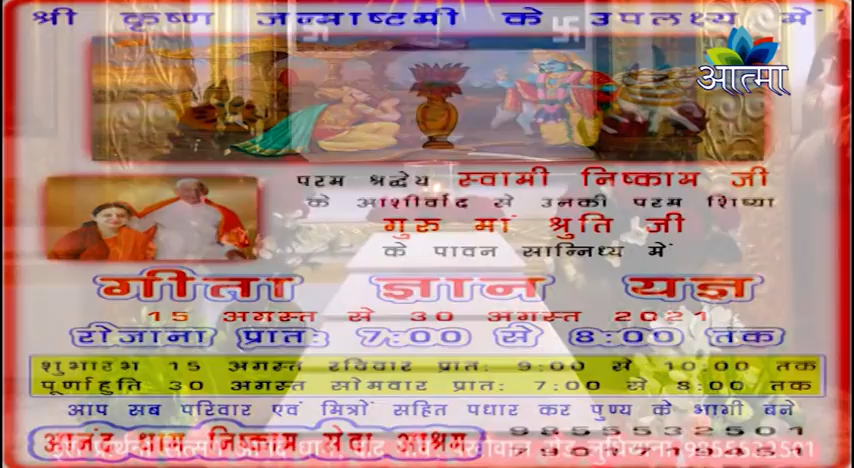 श्री कृष्ण जन्माष्टमी के उपलक्ष्य में
आत्मा
परम श्रद्धेय स्वामी निष्काम जी
के आशीर्वाद से उनकी परम शिष्या
गुरु मां श्रुति जी
के पावन सान्निध्य में
गीता ज्ञान यज्ञ
15 अगस्त से 30 अगस्त 2021
रोजाना प्रात: 7:00 से 8:00 तक
शुभारंभ 15 अगस्त रविवार प्रात: 9:00 से 10:00 तक
पूर्णाहुति 30 अगस्त सोमवार प्रात: 7:00 से 8:00 तक
आप सब परिवार एवं मित्रों सहित पधार कर पुण्य के भागी बने
आनंद धाम निष्काम सेवा आश्रम 9855532501